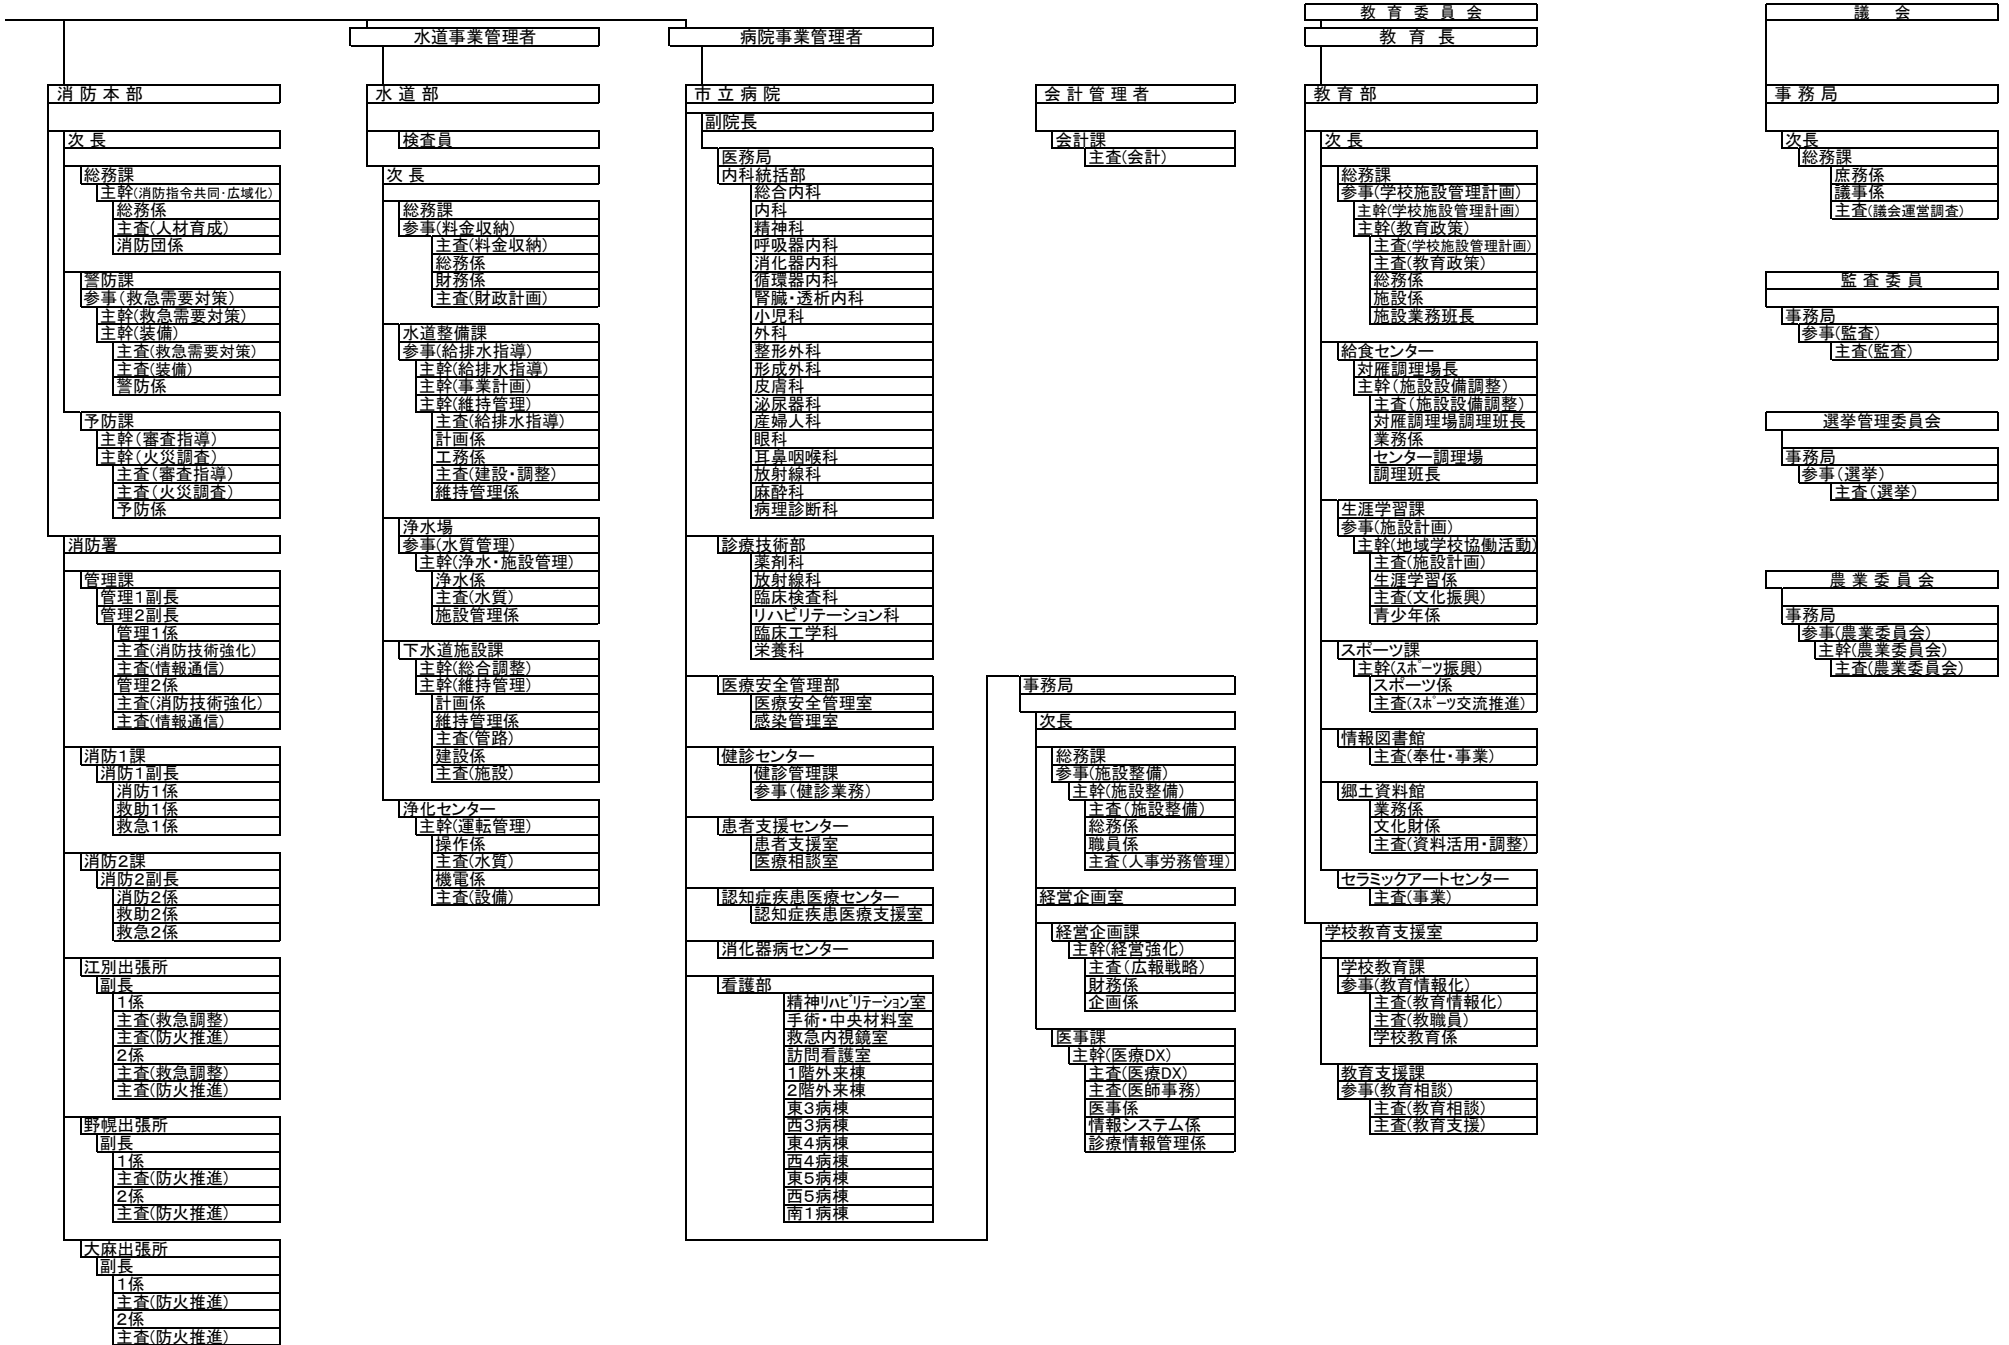 水道事業管理者
病院事業管理者
教育委員会
教育長
議会
消防本部
次長
総務課
主幹(消防指令共同・広域化)
総務係
主査(人材育成)
消防団係
警防課
参事(救急需要対策)
主幹(救急需要対策)
主幹(装備)
主査(救急需要対策)
主査(装備)
警防係
予防課
主幹(審査指導)
主幹(火災調査)
主査(審査指導)
主査(火災調査)
予防係
消防署
管理課
管理1副長
管理2副長
管理1係
主査(消防技術強化)
主査(情報通信)
管理2係
主査(消防技術強化)
主査(情報通信)
消防1課
消防1副長
消防1係
救助1係
救急1係
消防2課
消防2副長
消防2係
救助2係
救急2係
江別出張所
副長
1係
主査(救急調整)
主査(防火推進)
2係
主査(救急調整)
主査(防火推進)
野幌出張所
副長
1係
主査(防火推進)
2係
主査(防火推進)
大麻出張所
副長
1係
主査(防火推進)
2係
主査(防火推進)
水道部
検査員
次長
総務課
参事(料金収納)
主査(料金収納)
総務係
財務係
主査(財政計画)
水道整備課
参事(給排水指導)
主幹(給排水指導)
主幹(事業計画)
主幹(維持管理)
主査(給排水指導)
計画係
工務係
主査(建設・調整)
維持管理係
浄水場
参事(水質管理)
主幹(浄水・施設管理)
浄水係
主査(水質)
施設管理係
下水道施設課
主幹(総合調整)
主幹(維持管理)
計画係
維持管理係
主査(管路)
建設係
主査(施設)
浄化センター
主幹(運転管理)
操作係
主査(水質)
機電係
主査(設備)
市立病院
副院長
医務局
内科統括部
総合内科
内科
精神科
呼吸器内科
消化器内科
循環器内科
腎臓・透析内科
小児科
外科
整形外科
形成外科
皮膚科
泌尿器科
産婦人科
眼科
耳鼻咽喉科
放射線科
麻酔科
病理診断科
診療技術部
薬剤科
放射線科
臨床検査科
リハビリテーション科
臨床工学科
栄養科
医療安全管理部
医療安全管理室
感染管理室
健診センター
健診管理課
参事(健診業務)
患者支援センター
患者支援室
医療相談室
認知症疾患医療センター
認知症疾患医療支援室
消化器病センター
看護部
精神ﾘﾊﾋﾞﾘﾃｰｼｮﾝ室
手術・中央材料室
救急内視鏡室
訪問看護室
1階外来棟
2階外来棟
東3病棟
西3病棟
東4病棟
西4病棟
東5病棟
西5病棟
南1病棟
会計管理者
会計課
主査(会計)
事務局
次長
総務課
参事(施設整備)
主幹(施設整備)
主査(施設整備)
総務係
職員係
主査(人事労務管理)
経営企画室
経営企画課
主幹(経営強化)
主査(広報戦略)
財務係
企画係
医事課
主幹(医療DX)
主査(医療DX)
主査(医師事務)
医事係
情報システム係
診療情報管理係
教育部
次長
総務課
参事(学校施設管理計画)
主幹(学校施設管理計画)
主幹(教育政策)
主査(学校施設管理計画)
主査(教育政策)
総務係
施設係
施設業務班長
給食センター
対雁調理場長
主幹(施設設備調整)
主査(施設設備調整)
対雁調理場調理班長
業務係
センター調理場
調理班長
生涯学習課
参事(施設計画)
主幹(地域学校協働活動)
主査(施設計画)
生涯学習係
主査(文化振興)
青少年係
スポーツ課
主幹(ｽﾎﾟｰﾂ振興)
スポーツ係
主査(ｽﾎﾟｰﾂ交流推進)
情報図書館
主査(奉仕・事業)
郷土資料館
業務係
文化財係
主査(資料活用・調整)
セラミックアートセンター
主査(事業)
学校教育支援室
学校教育課
参事(教育情報化)
主査(教育情報化)
主査(教職員)
学校教育係
教育支援課
参事(教育相談)
主査(教育相談)
主査(教育支援)
事務局
次長
総務課
庶務係
議事係
主査(議会運営調査)
監査委員
事務局
参事(監査)
主査(監査)
選挙管理委員会
事務局
参事(選挙)
主査(選挙)
農業委員会
事務局
参事(農業委員会)
主幹(農業委員会)
主査(農業委員会)